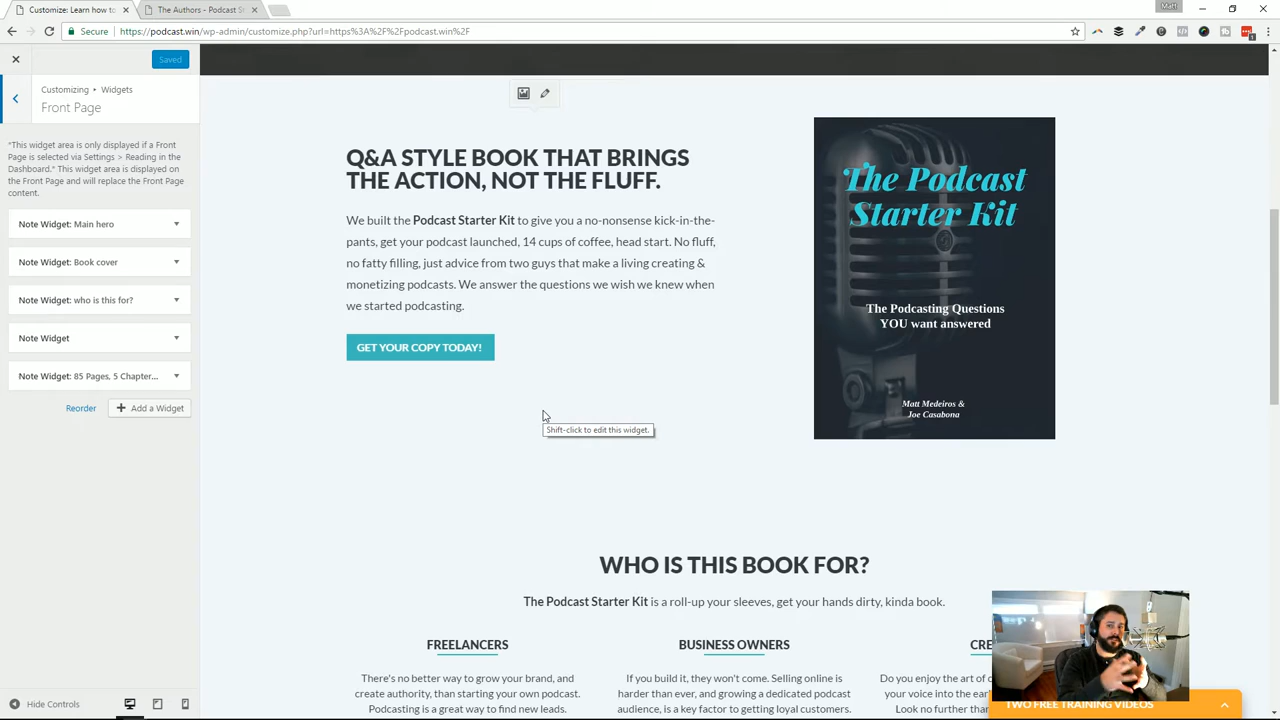 Customize: Learn how to
The Authors - Podcast St
Matt
Secure
https://podcast.win/wp-admin/customize.php?url=https%3A%2F%2Fpodcast.win%2F
Saved
Customizing • Widgets
Front Page
*This widget area is only displayed if a Front
Page is selected via Settings > Reading in the
Dashboard.* This widget area is displayed on
the Front Page and will replace the Front Page
content.
Note Widget: Main hero
Note Widget: Book cover
Note Widget: who is this for?
Note Widget
Note Widget: 85 Pages, 5 Chapter...
Reorder
Add a Widget
Hide Controls
Q&A STYLE BOOK THAT BRINGS
THE ACTION, NOT THE FLUFF.
We built the Podcast Starter Kit to give you a no-nonsense kick-in-the-
pants, get your podcast launched, 14 cups of coffee, head start. No fluff,
no fatty filling, just advice from two guys that make a living creating &
monetizing podcasts. We answer the questions we wish we knew when
we started podcasting.
GET YOUR COPY TODAY!
Shift-click to edit this widget.
The Podcast
Starter Kit
The Podcasting Questions
YOU want answered
Matt Medeiros &
Joe Casabona
WHO IS THIS BOOK FOR?
The Podcast Starter Kit is a roll-up your sleeves, get your hands dirty, kinda book.
FREELANCERS
There's no better way to grow your brand, and
create authority, than starting your own podcast.
Podcasting is a great way to find new leads.
BUSINESS OWNERS
If you build it, they won't come. Selling online is
harder than ever, and growing a dedicated podcast
audience, is a key factor to getting loyal customers.
CRE
Do you enjoy the art of c
your voice into the earl
Look no further than
TWO FREE TRAINING VIDEOS